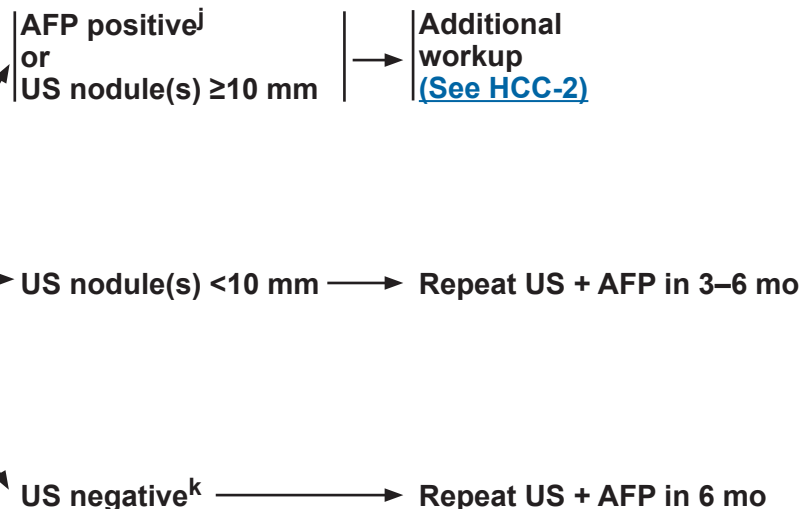 AFP positiveʲ
or
US nodule(s) ≥10 mm
Additional
workup
(See HCC-2)
US nodule(s) <10 mm
Repeat US + AFP in 3–6 mo
US negativeᵏ
Repeat US + AFP in 6 mo